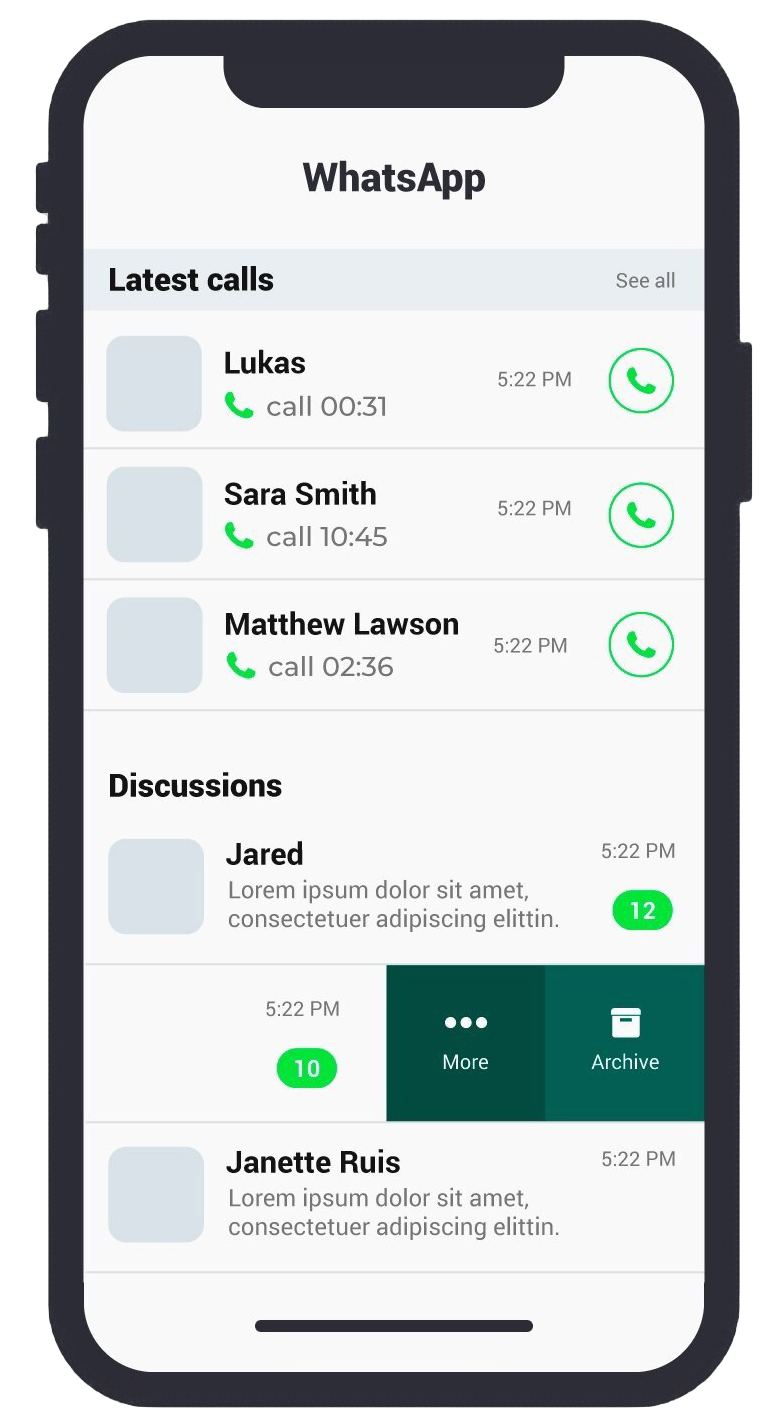 WhatsApp
Latest calls
See all
Lukas
5:22 PM
call 00:31
Sara Smith
5:22 PM
call 10:45
Matthew Lawson
5:22 PM
call 02:36
Discussions
Jared
5:22 PM
Lorem ipsum dolor sit amet,
consectetuer adipiscing elittin.
12
5:22 PM
10
More
Archive
Janette Ruis
5:22 PM
Lorem ipsum dolor sit amet,
consectetuer adipiscing elittin.